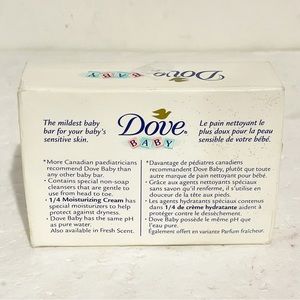 Dove
BABY
The mildest baby
bar for your baby's
sensitive skin.
Dove
BABY
Le pain nettoyant le
plus doux pour la peau
sensible de votre bébé.
*More Canadian paediatricians
recommend Dove Baby than
any other baby bar.
• Contains special non-soap
cleansers that are gentle to
use from head to toe.
• 1/4 Moisturizing Cream has
special moisturizers to help
protect against dryness.
• Dove Baby has the same pH
as pure water.
Also available in Fresh Scent.
*Davantage de pédiatres canadiens
recommandent Dove Baby, plutôt que toute
autre marque de pain nettoyant pour bébé.
• Grâce aux agents nettoyants spéciaux
sans savon qu'il renferme, il s'utilise en
douceur de la tête aux pieds.
• Les agents hydratants spéciaux contenus
dans 1/4 de crème hydratante aident à
protéger contre le dessèchement.
• Dove Baby possède le même pH que
l'eau pure.
Également offert en variante Parfum fraîcheur.